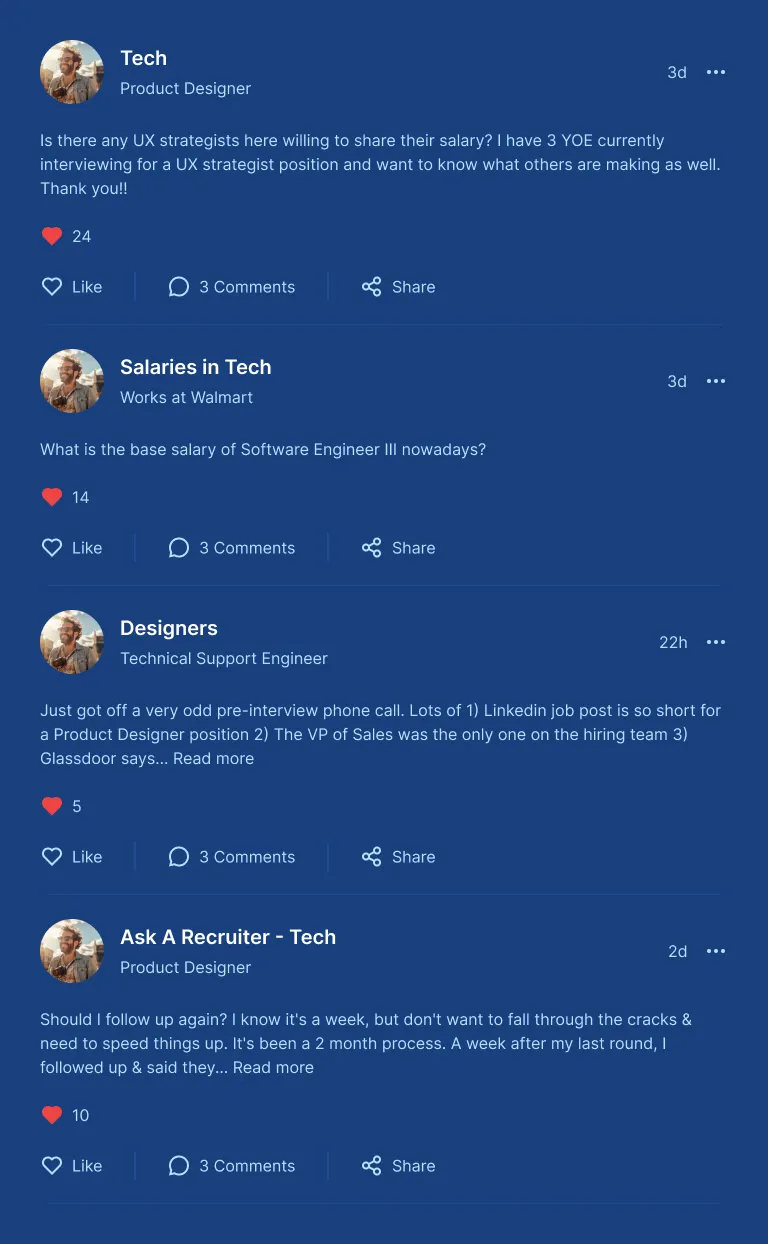 Tech
Product Designer
3d
Is there any UX strategists here willing to share their salary? I have 3 YOE currently
interviewing for a UX strategist position and want to know what others are making as well.
Thank you!!
24
Like
3 Comments
Share
Salaries in Tech
Works at Walmart
3d
What is the base salary of Software Engineer III nowadays?
14
Like
3 Comments
Share
Designers
Technical Support Engineer
22h
Just got off a very odd pre-interview phone call. Lots of 1) Linkedin job post is so short for
a Product Designer position 2) The VP of Sales was the only one on the hiring team 3)
Glassdoor says... Read more
5
Like
3 Comments
Share
Ask A Recruiter - Tech
Product Designer
2d
Should I follow up again? I know it's a week, but don't want to fall through the cracks &
need to speed things up. It's been a 2 month process. A week after my last round, I
followed up & said they... Read more
10
Like
3 Comments
Share